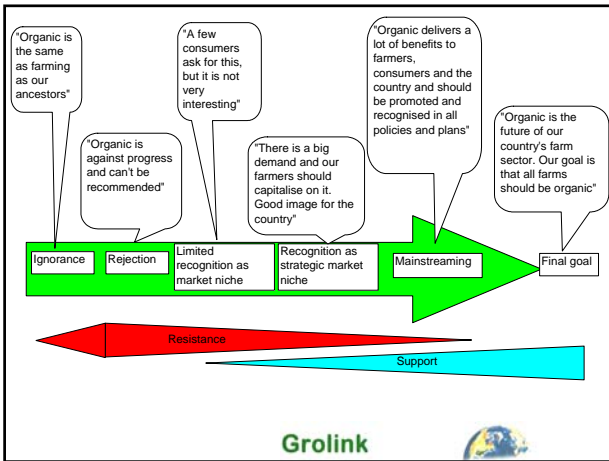 "Organic is
the same
as farming
as our
ancestors"
"Organic is
against progress
and can't be
recommended"
"A few
consumers
ask for this,
but it is not
very
interesting"
"There is a big
demand and our
farmers should
capitalise on it.
Good image for the
country"
"Organic delivers a
lot of benefits to
farmers,
consumers and the
country and should
be promoted and
recognised in all
policies and plans"
"Organic is the
future of our
country's farm
sector. Our goal is
that all farms
should be organic"
Ignorance
Rejection
Limited
recognition as
market niche
Recognition as
strategic market
niche
Mainstreaming
Final goal
Resistance
Support
Grolink